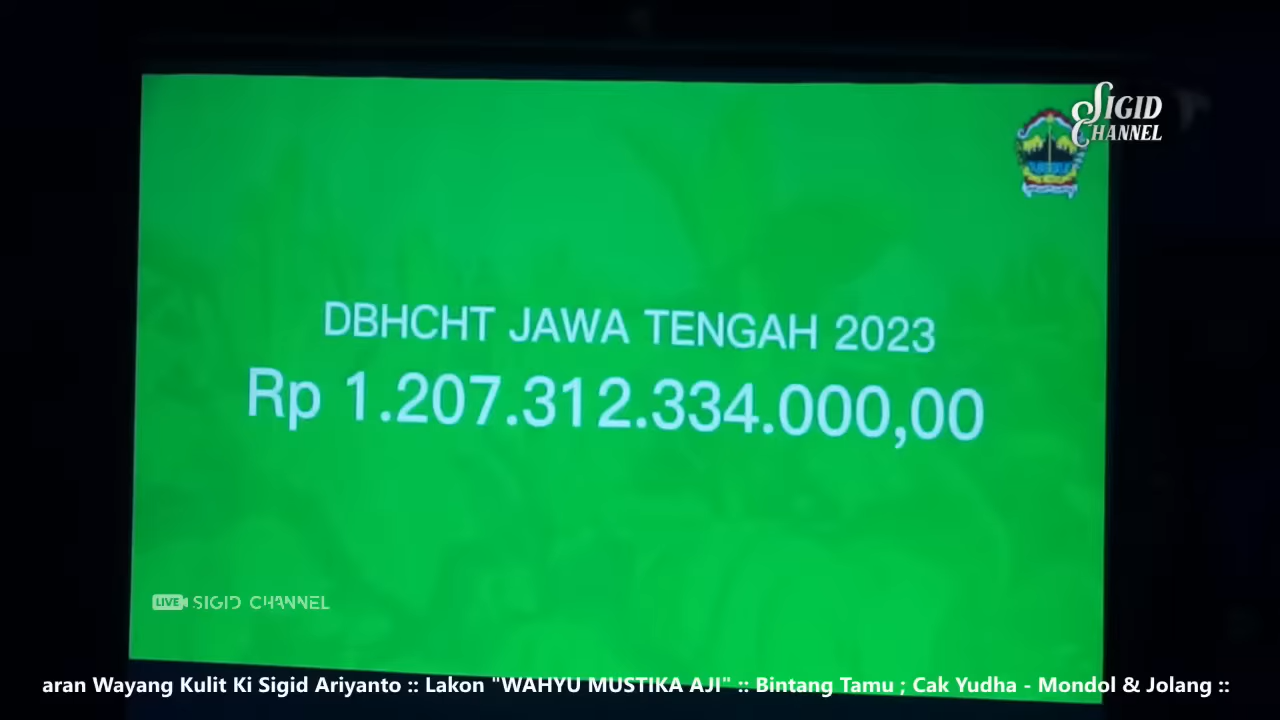 SIGID
CHANNEL
DBHCHT JAWA TENGAH 2023
Rp 1.207.312.334.000,00
LIVE SIGID CHANNEL
aran Wayang Kulit Ki Sigid Ariyanto :: Lakon "WAHYU MUSTIKA AJI" :: Bintang Tamu ; Cak Yudha - Mondol & Jolang ::